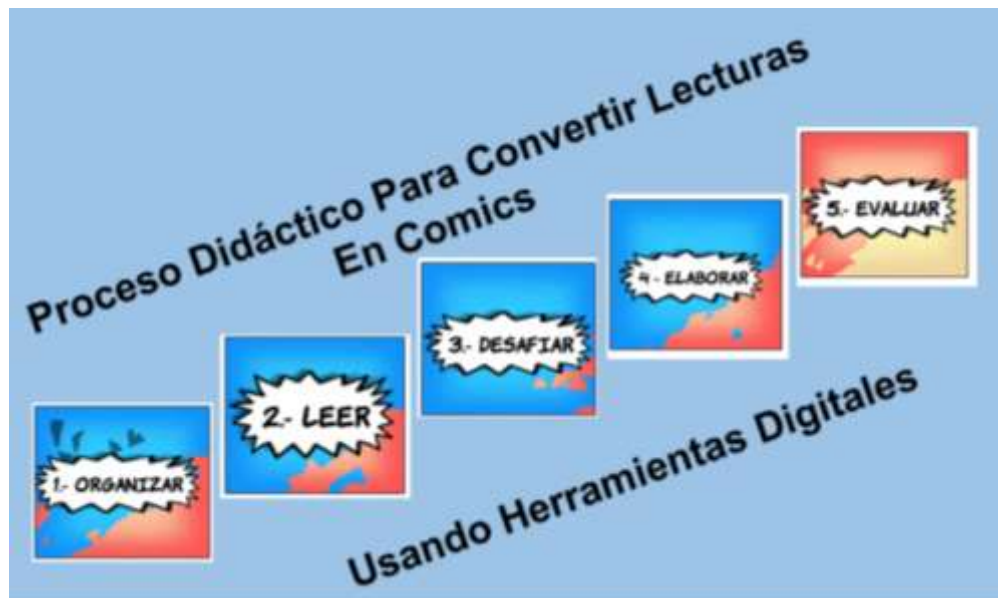 Proceso Didáctico Para Convertir Lecturas
En Comics
1.- ORGANIZAR
2.- LEER
3.- DESAFIAR
4.- ELABORAR
5.- EVALUAR
Usando Herramientas Digitales